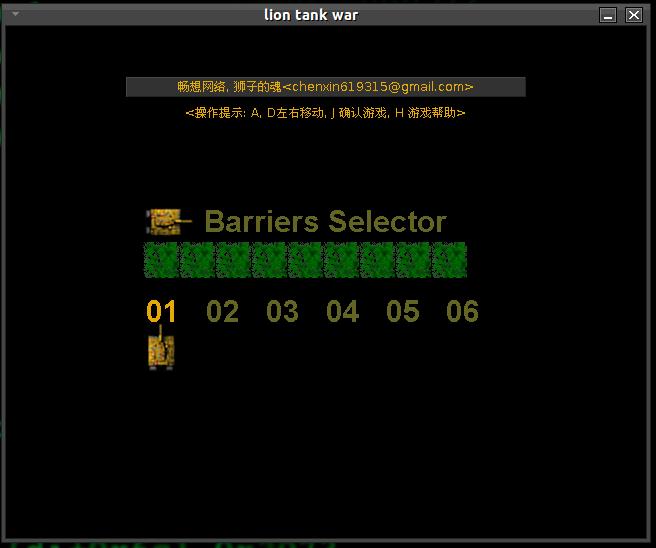 lion tank war
畅想网络, 狮子的魂<chenxin619315@gmail.com>
<操作提示: A, D左右移动, J 确认游戏, H 游戏帮助>
Barriers Selector
01 02 03 04 05 06